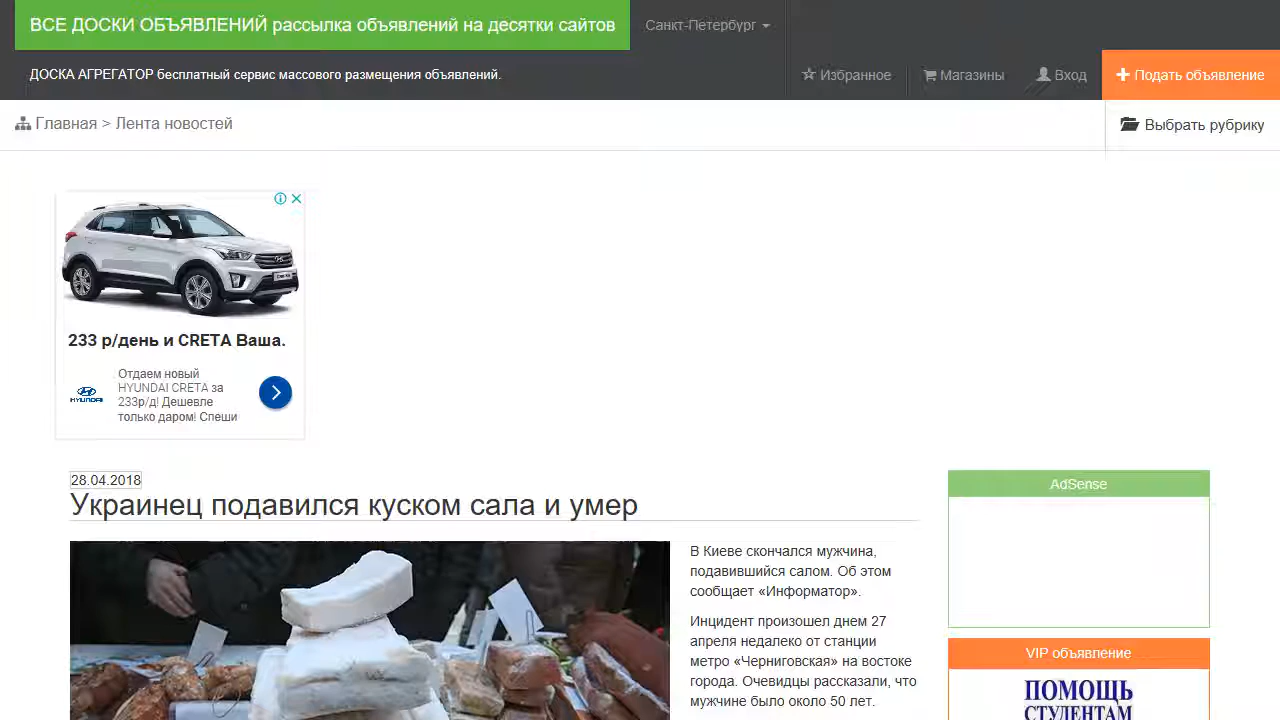 ВСЕ ДОСКИ ОБЪЯВЛЕНИЙ рассылка объявлений на десятки сайтов
Санкт-Петербург
ДОСКА АГРЕГАТОР бесплатный сервис массового размещения объявлений.
Избранное
Магазины
Вход
Подать объявление
Главная > Лента новостей
Выбрать рубрику
233 р/день и CRETA Ваша.
HYUNDAI
Отдаем новый
HYUNDAI CRETA за
233р/д! Дешевле
только даром! Спеши
28.04.2018
Украинец подавился куском сала и умер
В Киеве скончался мужчина,
подавившийся салом. Об этом
сообщает «Информатор».
Инцидент произошел днем 27
апреля недалеко от станции
метро «Черниговская» на востоке
города. Очевидцы рассказали, что
мужчине было около 50 лет.
AdSense
VIP объявление
ПОМОЩЬ
СТУДЕНТАМ